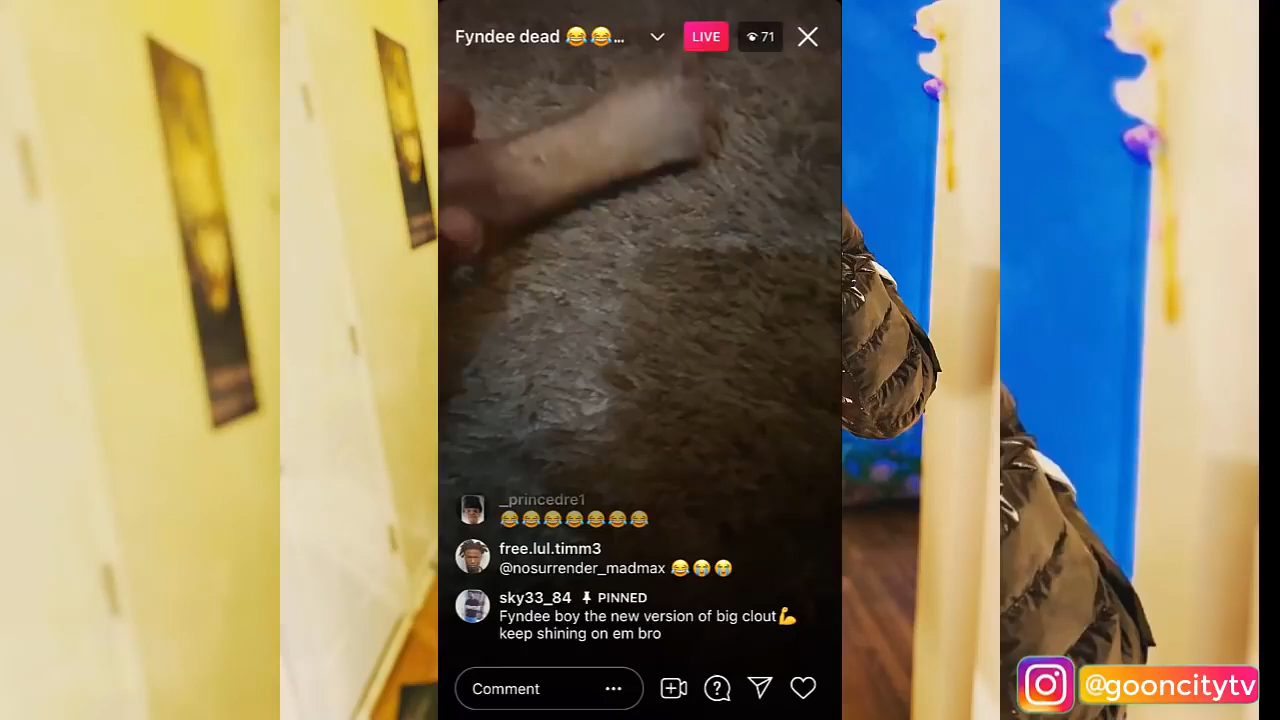 Fyndee dead 😂😂...
LIVE
71
_princedre1
😂😂😂😂😂😂😂
free.lul.timm3
@nosurrender_madmax 😂😭😭
sky33_84 PINNED
Fyndee boy the new version of big clout💪
keep shining on em bro
Comment
@gooncitytv